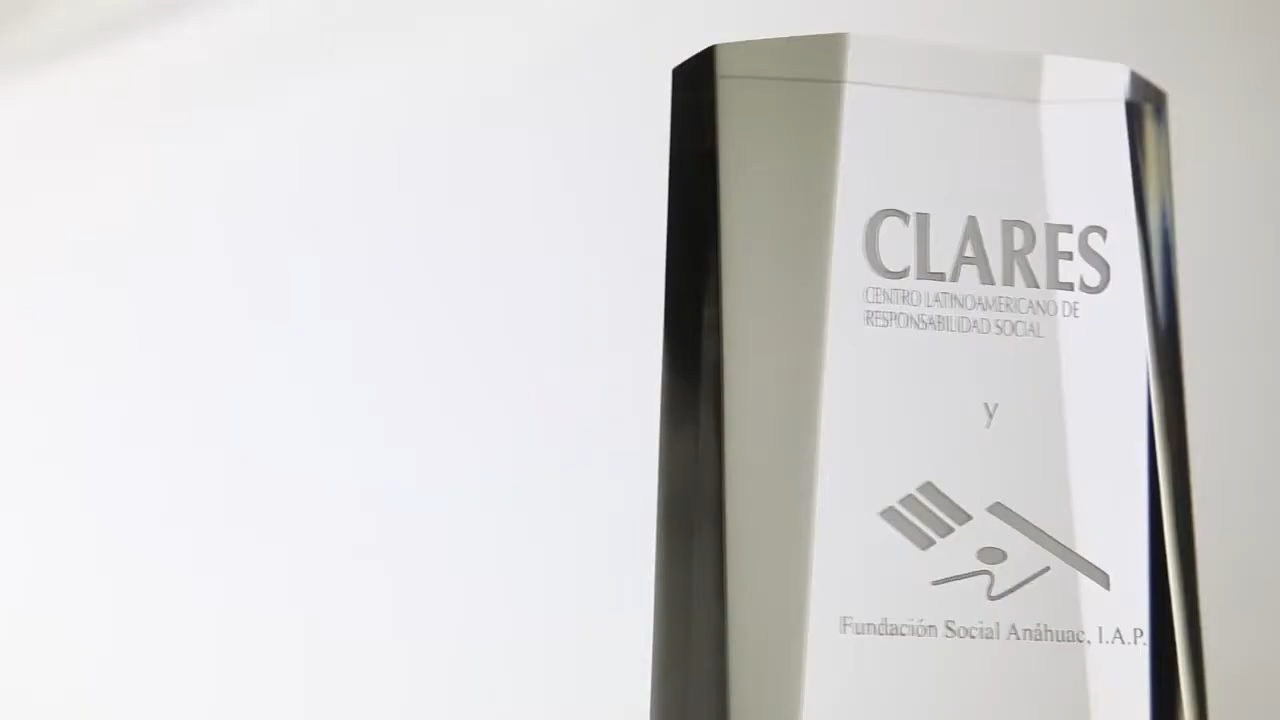 CLARES
CENTRO LATINOAMERICANO DE
RESPONSABILIDAD SOCIAL
y
Fundación Social Anáhuac, I.A.P.